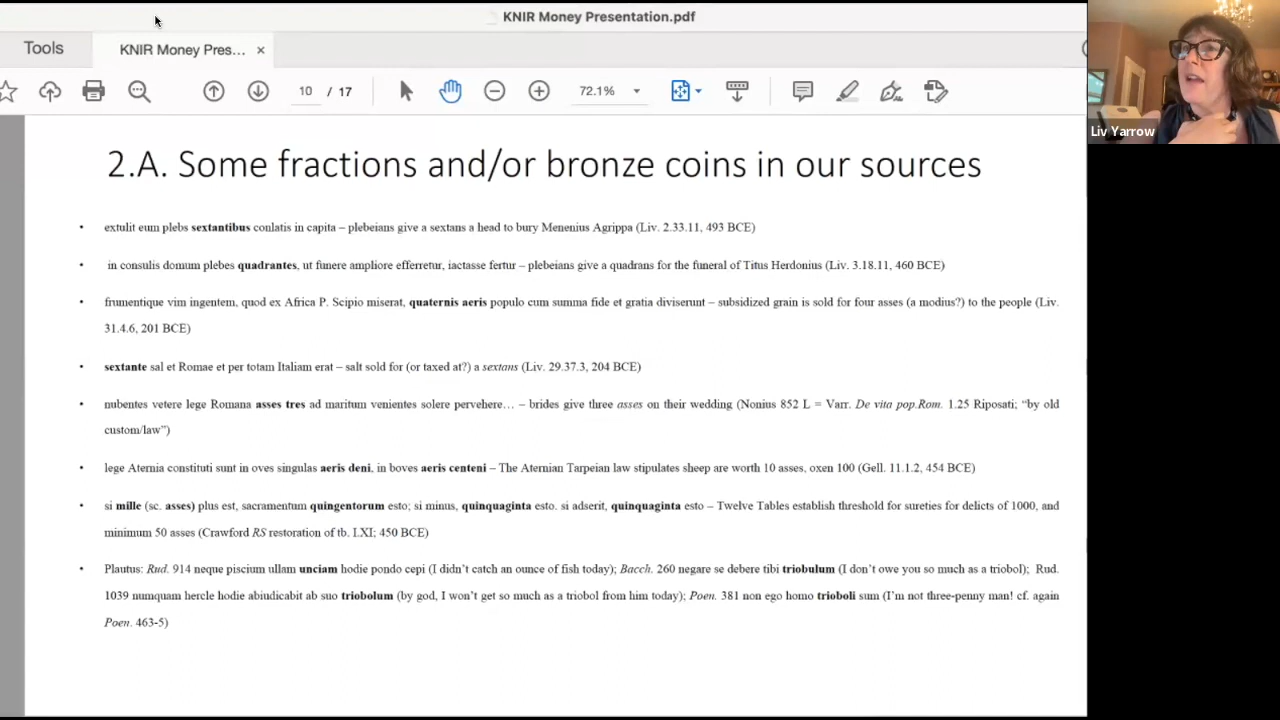 KNIR Money Presentation.pdf
Tools
KNIR Money Pres... ×
10 / 17
72.1%
Liv Yarrow
2.A. Some fractions and/or bronze coins in our sources
• extulit eum plebs sextantibus conlatis in capita – plebeians give a sextans a head to bury Menenius Agrippa (Liv. 2.33.11, 493 BCE)
• in consulis domum plebes quadrantes, ut funere ampliore efferretur, iactasse fertur – plebeians give a quadrans for the funeral of Titus Herdonius (Liv. 3.18.11, 460 BCE)
• frumentique vim ingentem, quod ex Africa P. Scipio miserat, quaternis aeris populo cum summa fide et gratia diviserunt – subsidized grain is sold for four asses (a modius?) to the people (Liv.
31.4.6, 201 BCE)
• sextante sal et Romae et per totam Italiam erat – salt sold for (or taxed at?) a sextans (Liv. 29.37.3, 204 BCE)
• nubentes vetere lege Romana asses tres ad maritum venientes solere pervehere… – brides give three asses on their wedding (Nonius 852 L = Varr. De vita pop.Rom. 1.25 Riposati; “by old
custom/law”)
• lege Aternia constituti sunt in oves singulas aeris deni, in boves aeris centeni – The Aternian Tarpeian law stipulates sheep are worth 10 asses, oxen 100 (Gell. 11.1.2, 454 BCE)
• si mille (sc. asses) plus est, sacramentum quingentorum esto; si minus, quinquaginta esto. si adserit, quinquaginta esto – Twelve Tables establish threshold for sureties for delicts of 1000, and
minimum 50 asses (Crawford RS restoration of tb. I.XI; 450 BCE)
• Plautus: Rud. 914 neque piscium ullam unciam hodie pondo cepi (I didn’t catch an ounce of fish today); Bacch. 260 negare se debere tibi triobulum (I don’t owe you so much as a triobol); Rud.
1039 numquam hercle hodie abiudicabit ab suo triobolum (by god, I won’t get so much as a triobol from him today); Poen. 381 non ego homo trioboli sum (I’m not three-penny man! cf. again
Poen. 463-5)